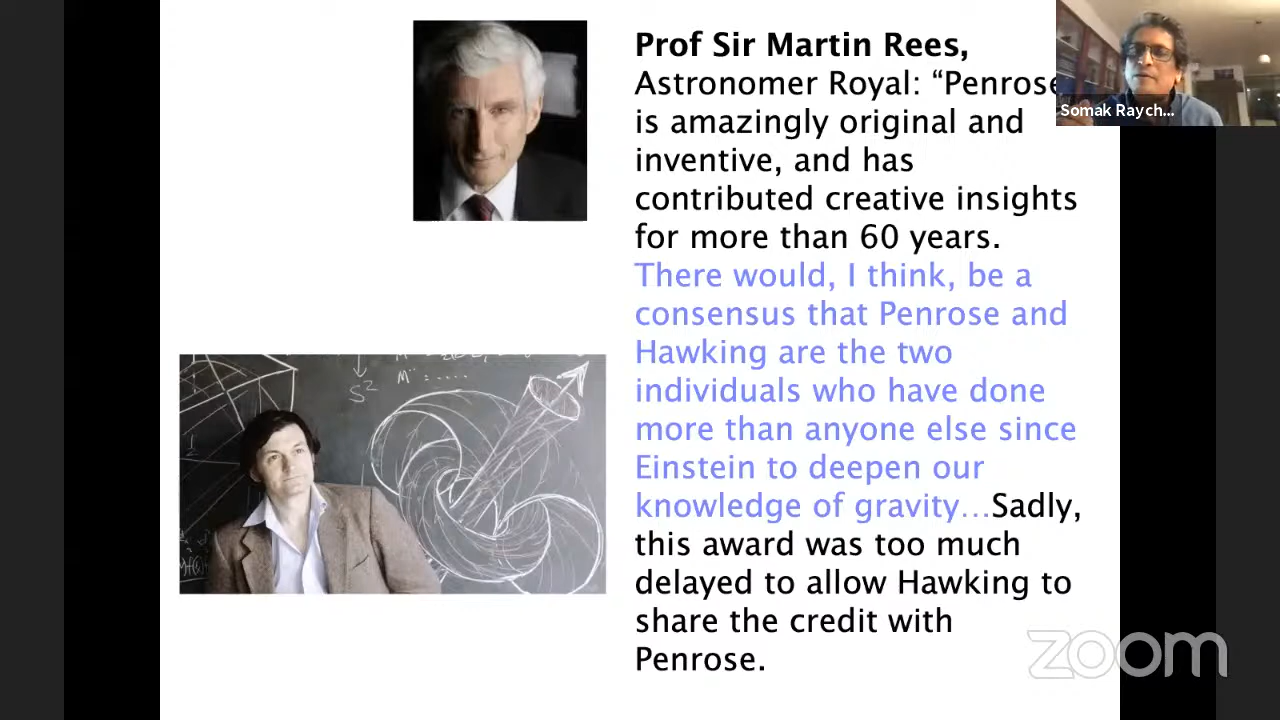 Prof Sir Martin Rees,
Astronomer Royal: “Penrose
is amazingly original and
inventive, and has
contributed creative insights
for more than 60 years.
There would, I think, be a
consensus that Penrose and
Hawking are the two
individuals who have done
more than anyone else since
Einstein to deepen our
knowledge of gravity…Sadly,
this award was too much
delayed to allow Hawking to
share the credit with
Penrose.
Somak Raych...
S²
zoom